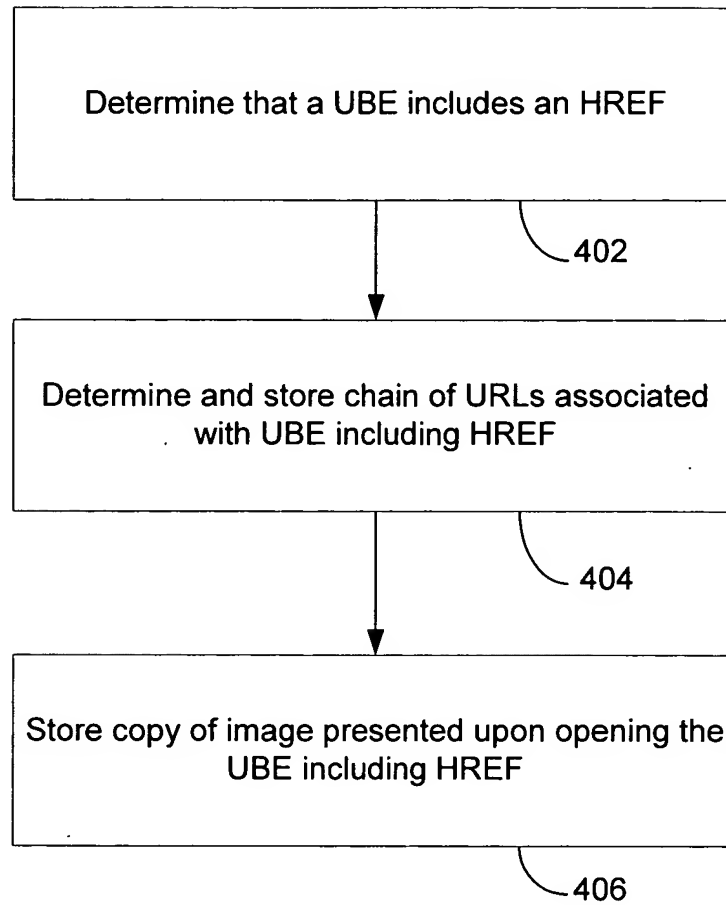 Determine that a UBE includes an HREF
402
Determine and store chain of URLs associated
with UBE including HREF
404
Store copy of image presented upon opening the
UBE including HREF
406